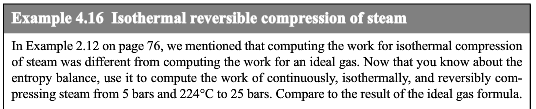 Example 4.16 Isothermal reversible compression of steam
In Example 2.12 on page 76, we mentioned that computing the work for isothermal compression
of steam was different from computing the work for an ideal gas. Now that you know about the
entropy balance, use it to compute the work of continuously, isothermally, and reversibly com-
pressing steam from 5 bars and 224°C to 25 bars. Compare to the result of the ideal gas formula.